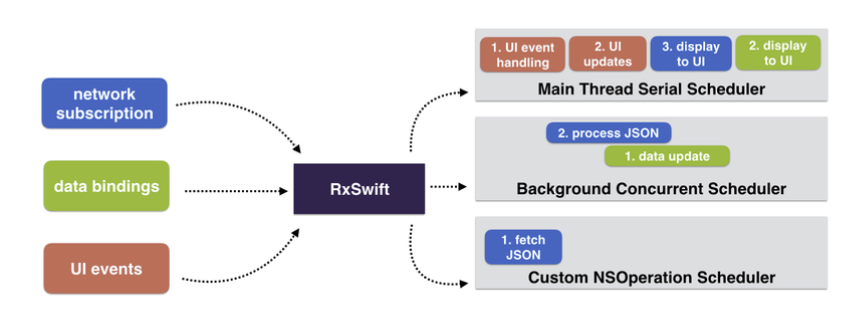 network
subscription
data bindings
UI events
RxSwift
1. UI event
handling
2. UI
updates
3. display
to UI
2. display
to UI
Main Thread Serial Scheduler
2. process JSON
1. data update
Background Concurrent Scheduler
1. fetch
JSON
Custom NSOperation Scheduler